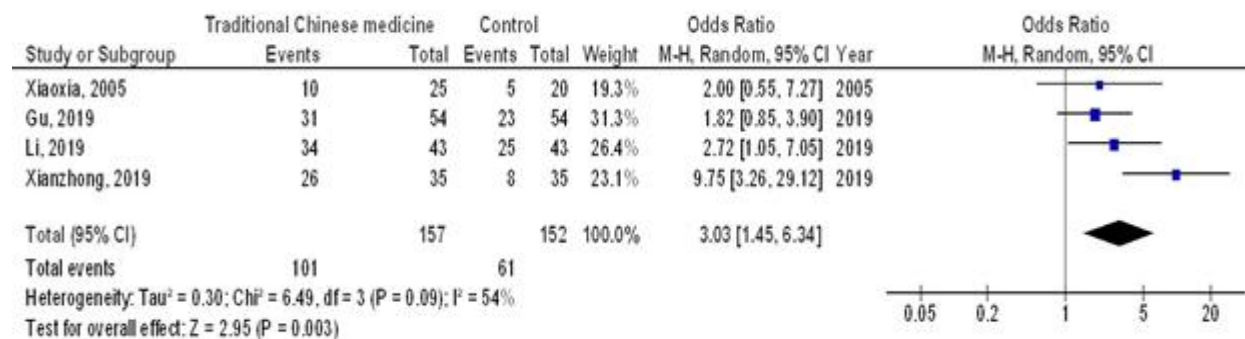 Traditional Chinese medicine Control Odds Ratio Odds Ratio
Study or Subgroup Events Total Events Total Weight M-H, Random, 95% CI Year M-H, Random, 95% CI
Xiaoxia, 2005 10 25 5 20 19.3% 2.00 [0.55, 7.27] 2005
Gu, 2019 31 54 23 54 31.3% 1.82 [0.85, 3.90] 2019
Li, 2019 34 43 25 43 26.4% 2.72 [1.05, 7.05] 2019
Xianzhong, 2019 26 35 8 35 23.1% 9.75 [3.26, 29.12] 2019
Total (95% CI) 157 152 100.0% 3.03 [1.45, 6.34]
Total events 101 61
Heterogeneity: Tau² = 0.30; Chi² = 6.49, df = 3 (P = 0.09); I² = 54%
Test for overall effect: Z = 2.95 (P = 0.003)
0.05 0.2 1 5 20